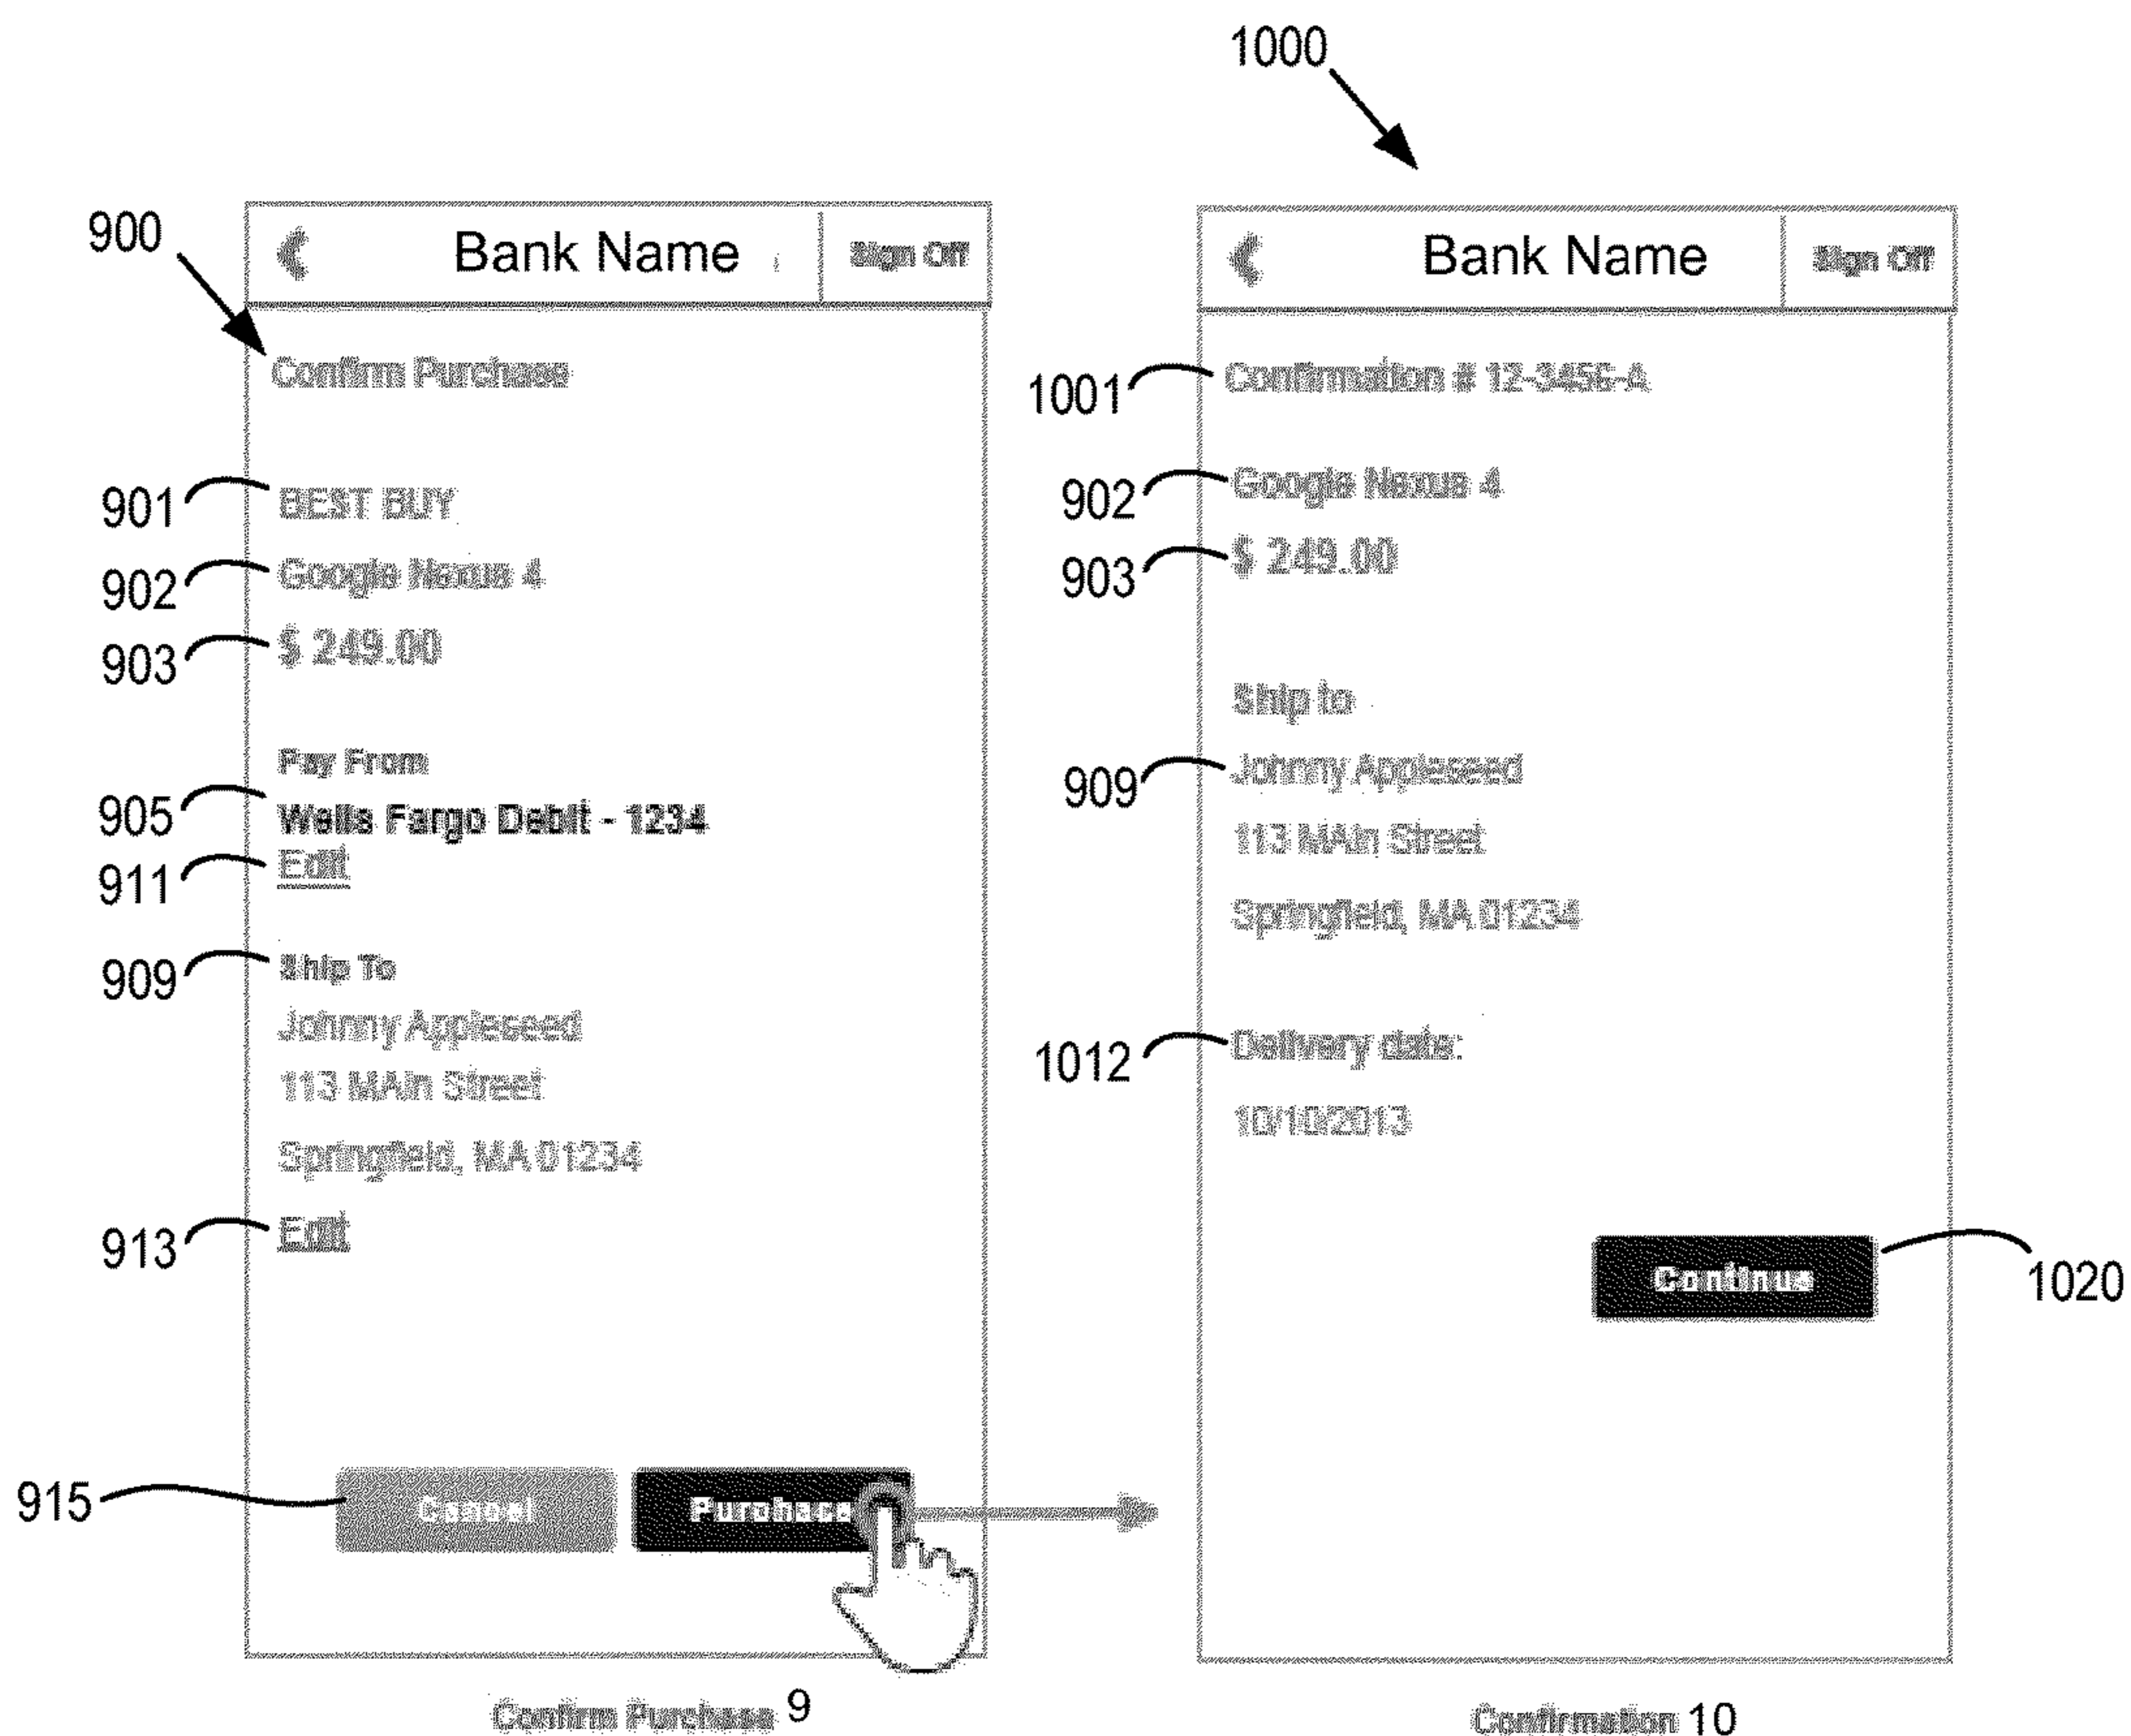 1000
900
Bank Name
Sign Off
Confirm Purchase
901
BEST BUY
902
Google Nexus 4
903
$ 249.00
Pay From
905
Wells Fargo Debit - 1234
911
Edit
909
Ship To
Johnny Appleseed
113 MAin Street
Springfield, MA 01234
913
Edit
915
Cancel
Purchase
Confirm Purchase 9
Bank Name
Sign Off
1001
Confirmation # 12-3456-A
902
Google Nexus 4
903
$ 249.00
Ship to
909
Johnny Appleseed
113 MAin Street
Springfield, MA 01234
1012
Delivery date:
10/10/2013
Continue
1020
Confirmation 10